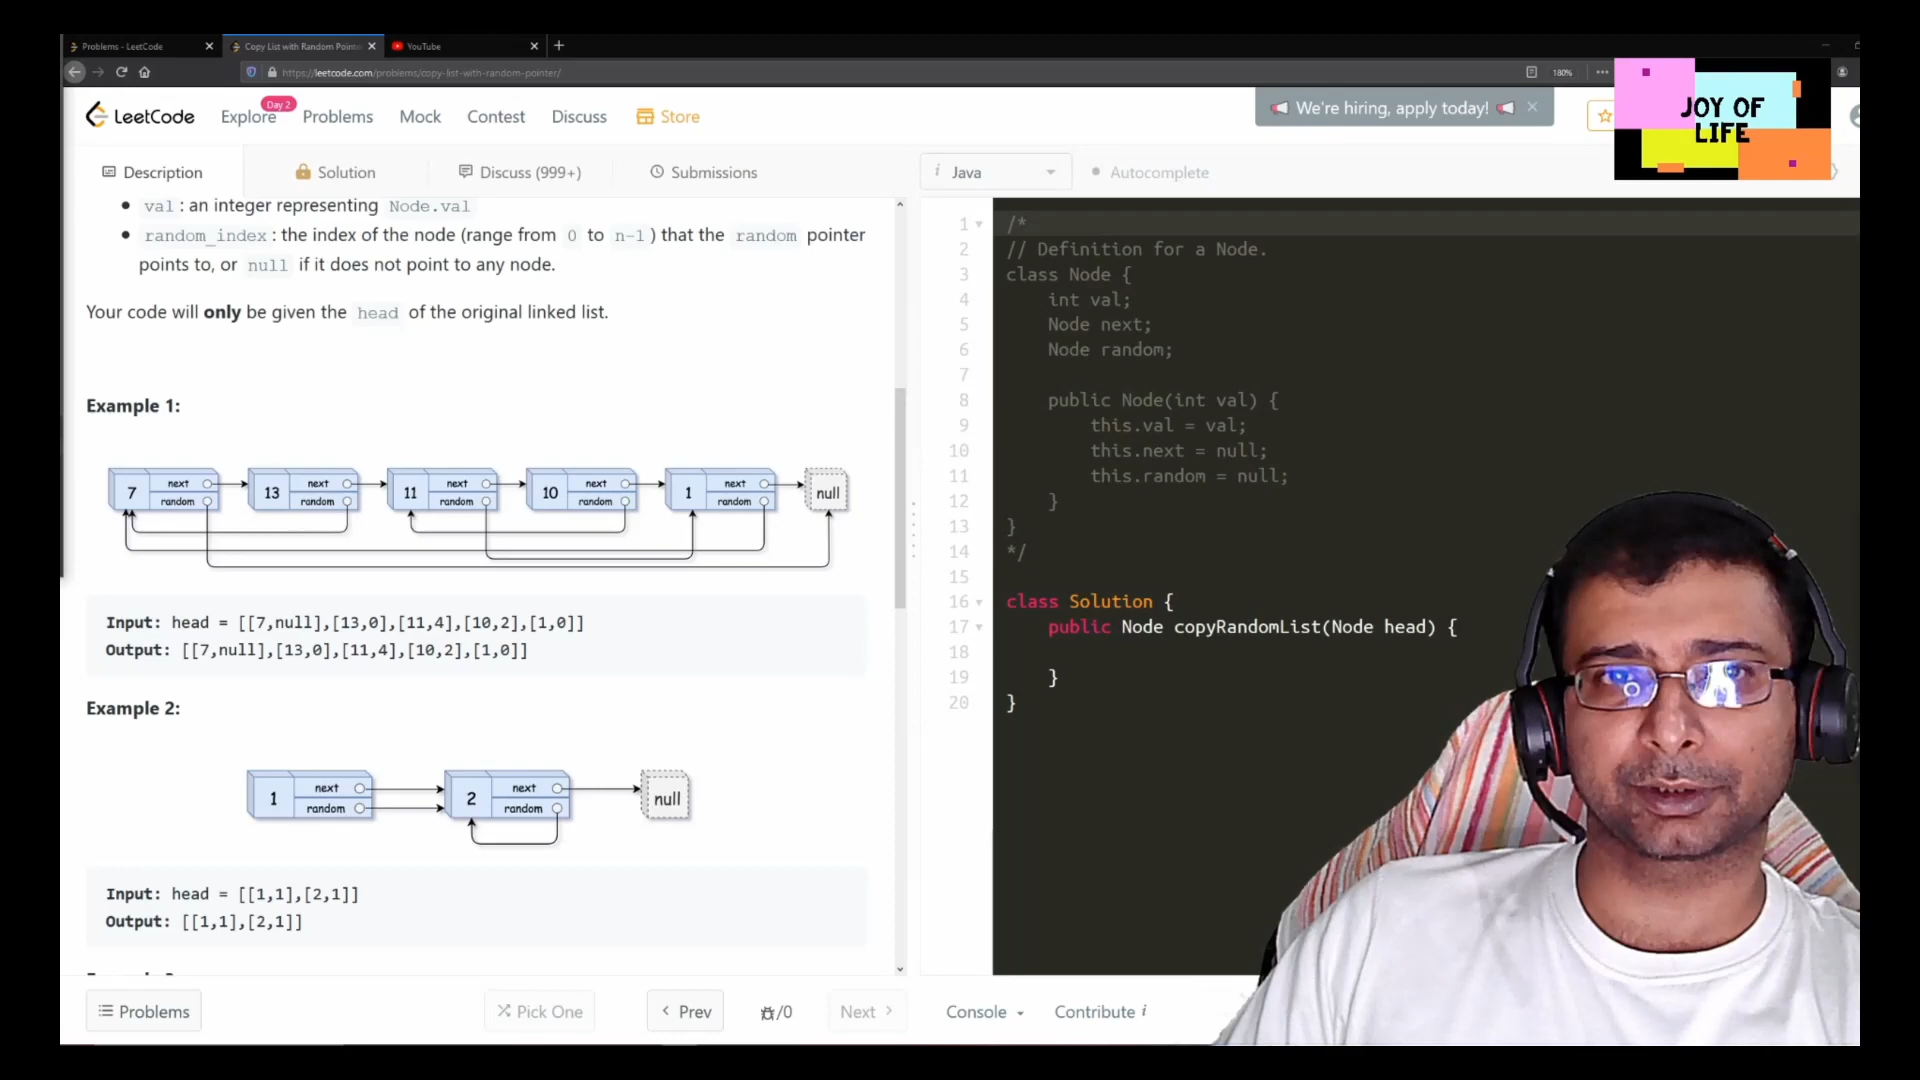 Problems - LeetCode
Copy List with Random Pointe
YouTube
https://leetcode.com/problems/copy-list-with-random-pointer/
180%
JOY OF
LIFE
LeetCode
Explore
Day 2
Problems
Mock
Contest
Discuss
Store
We're hiring, apply today!
Description
Solution
Discuss (999+)
Submissions
i Java
Autocomplete
val : an integer representing Node.val
random_index : the index of the node (range from 0 to n-1 ) that the random pointer
points to, or null if it does not point to any node.
Your code will only be given the head of the original linked list.
Example 1:
7 next random
13 next random
11 next random
10 next random
1 next random
null
Input: head = [[7,null],[13,0],[11,4],[10,2],[1,0]]
Output: [[7,null],[13,0],[11,4],[10,2],[1,0]]
Example 2:
1 next random
2 next random
null
Input: head = [[1,1],[2,1]]
Output: [[1,1],[2,1]]
1 /*
2 // Definition for a Node.
3 class Node {
4 int val;
5 Node next;
6 Node random;
7
8 public Node(int val) {
9 this.val = val;
10 this.next = null;
11 this.random = null;
12 }
13 }
14 */
15
16 class Solution {
17 public Node copyRandomList(Node head) {
18
19 }
20 }
Problems
Pick One
Prev
/0
Next
Console
Contribute i